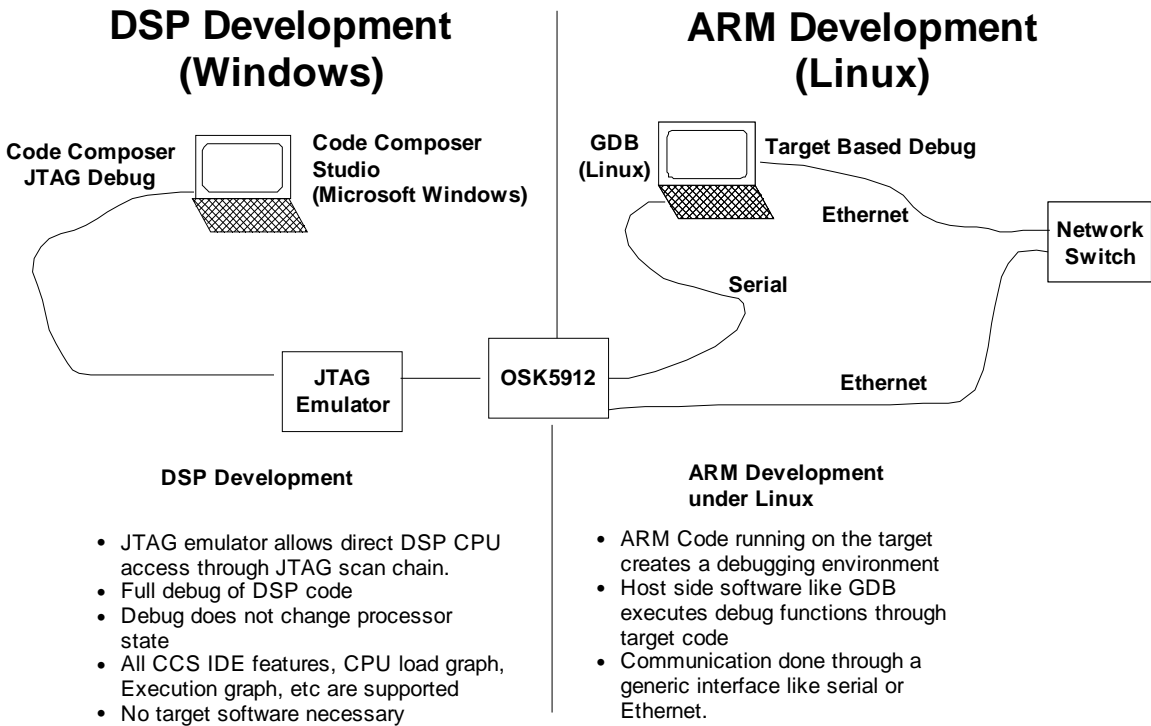 DSP Development
(Windows)
Code Composer
JTAG Debug
Code Composer
Studio
(Microsoft Windows)
JTAG
Emulator
OSK5912
DSP Development
• JTAG emulator allows direct DSP CPU
access through JTAG scan chain.
• Full debug of DSP code
• Debug does not change processor
state
• All CCS IDE features, CPU load graph,
Execution graph, etc are supported
• No target software necessary
ARM Development
(Linux)
GDB
(Linux)
Target Based Debug
Ethernet
Network
Switch
Serial
Ethernet
ARM Development
under Linux
• ARM Code running on the target
creates a debugging environment
• Host side software like GDB
executes debug functions through
target code
• Communication done through a
generic interface like serial or
Ethernet.